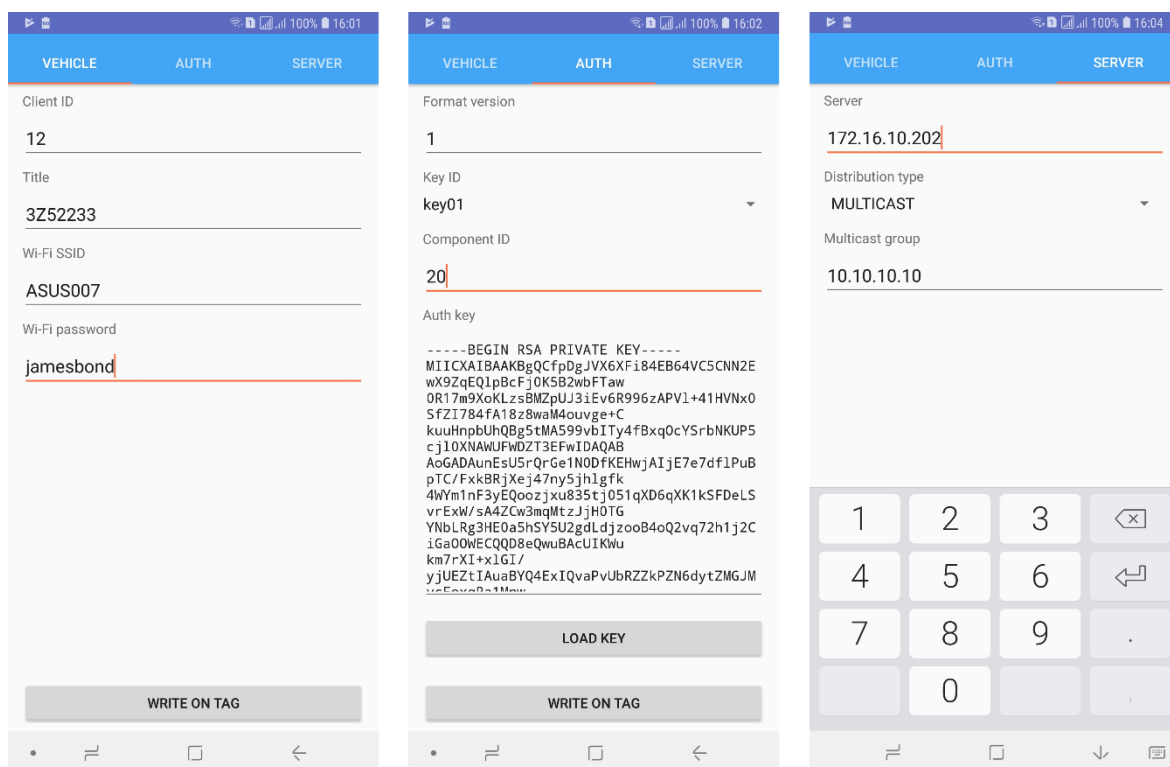 100% 16:01
VEHICLE AUTH SERVER
Client ID
12
Title
3Z52233
Wi-Fi SSID
ASUS007
Wi-Fi password
jamesbond
WRITE ON TAG
100% 16:02
VEHICLE AUTH SERVER
Format version
1
Key ID
key01
Component ID
20
Auth key
-----BEGIN RSA PRIVATE KEY-----
MIICXAIBAAKBgQCfpDgJVX6XFi84EB64VC5CNN2E
wX9ZqEQlpBcFj0K5B2wbFTaw
0R17m9XoKLzsBMZpUJ3iEv6R996zAPVl+41HVNx0
SfZI784fA18z8waM4ouvge+C
kuuHnpbUhQBg5tMA599vbITy4fBxqOcYSrbNKUP5
cjl0XNAWUFWDZT3EFwIDAQAB
AoGADAunEsU5rQrGe1N0DfKEHwjAIjE7e7dflPuB
pTC/FxkBRjXej47ny5jhlgfk
4WYm1nF3yEQoozjxu835tj051qXD6qXK1kSFDeLS
vrExW/sA4ZCw3mqMtzJjH0TG
YNbLRg3HE0a5hSY5U2gdLdjzooB4oQ2vq72h1j2C
iGaOOWECQQD8eQwuBAcUIKWu
km7rXI+xlGI/
yjUEZtIAuaBYQ4ExIQvaPvUbRZZkPZN6dytZMGJM
LOAD KEY
WRITE ON TAG
100% 16:04
VEHICLE AUTH SERVER
Server
172.16.10.202
Distribution type
MULTICAST
Multicast group
10.10.10.10
1 2 3
4 5 6
7 8 9 .
0 ,